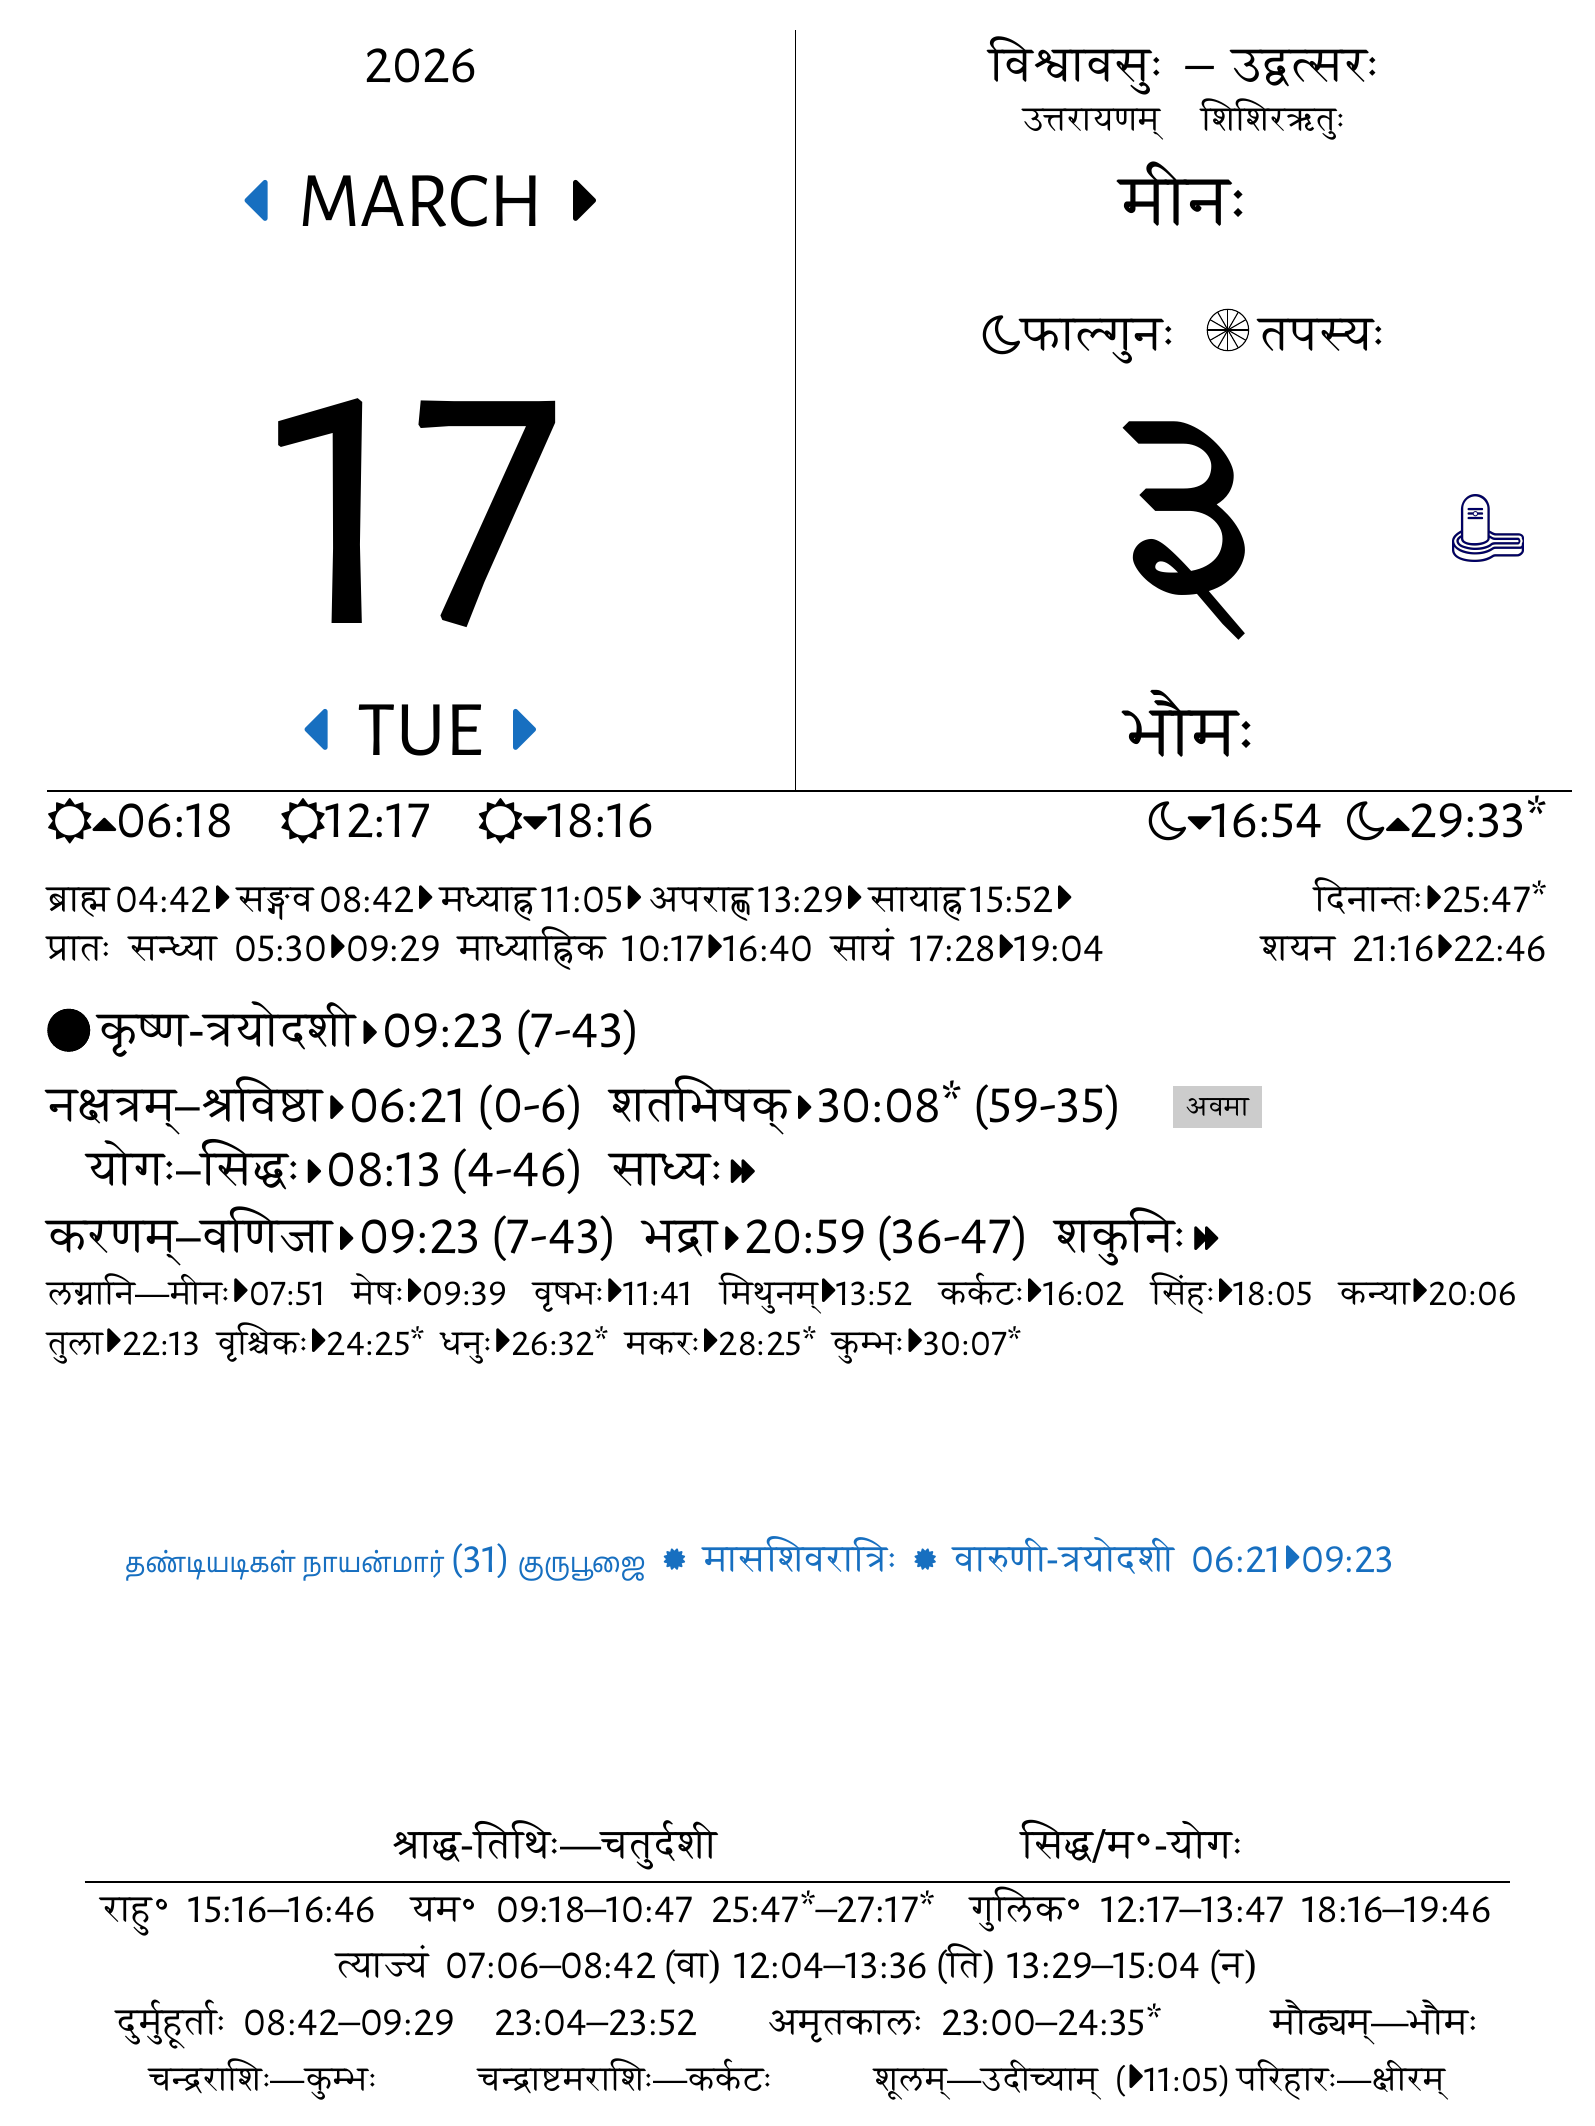 2026
विश्वावसुः – उद्वत्सरः
उत्तरायणम् शिशिरऋतुः
MARCH
मीनः
फाल्गुनः तपस्यः
17
३
TUE
भौमः
06:18 12:17 18:16 16:54 29:33*
ब्राह्म 04:42 सङ्गव 08:42 मध्याह्न 11:05 अपराह्ण 13:29 सायाह्न 15:52 दिनान्तः 25:47*
प्रातः सन्ध्या 05:30 09:29 माध्याह्निक 10:17 16:40 सायं 17:28 19:04 शयन 21:16 22:46
कृष्ण-त्रयोदशी 09:23 (7-43)
नक्षत्रम्–श्रविष्ठा 06:21 (0-6) शतभिषक् 30:08* (59-35) अवमा
योगः–सिद्धः 08:13 (4-46) साध्यः
करणम्–वणिजा 09:23 (7-43) भद्रा 20:59 (36-47) शकुनिः
लग्नानि—मीनः 07:51 मेषः 09:39 वृषभः 11:41 मिथुनम् 13:52 कर्कटः 16:02 सिंहः 18:05 कन्या 20:06
तुला 22:13 वृश्चिकः 24:25* धनुः 26:32* मकरः 28:25* कुम्भः 30:07*
தண்டியடிகள் நாயன்மார் (31) குருபூஜை ✹ मासशिवरात्रिः ✹ वारुणी-त्रयोदशी 06:21 09:23
श्राद्ध-तिथिः—चतुर्दशी सिद्ध/म॰-योगः
राहु॰ 15:16–16:46 यम॰ 09:18–10:47 25:47*–27:17* गुलिक॰ 12:17–13:47 18:16–19:46
त्याज्यं 07:06–08:42 (वा) 12:04–13:36 (ति) 13:29–15:04 (न)
दुर्मुहूर्ताः 08:42–09:29 23:04–23:52 अमृतकालः 23:00–24:35* मौढ्यम्—भौमः
चन्द्रराशिः—कुम्भः चन्द्राष्टमराशिः—कर्कटः शूलम्—उदीच्याम् (11:05) परिहारः—क्षीरम्